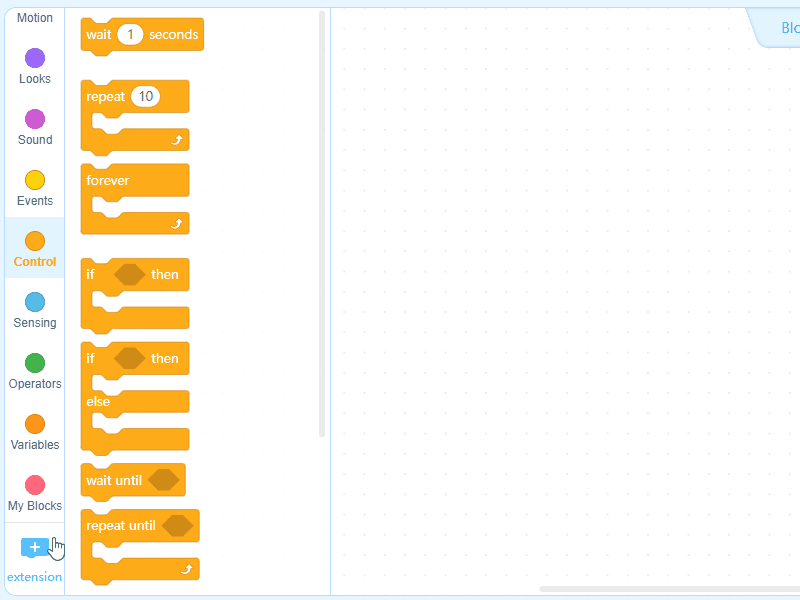 Motion
Looks
Sound
Events
Control
Sensing
Operators
Variables
My Blocks
extension
wait 1 seconds
repeat 10
forever
if then
if then
else
wait until
repeat until